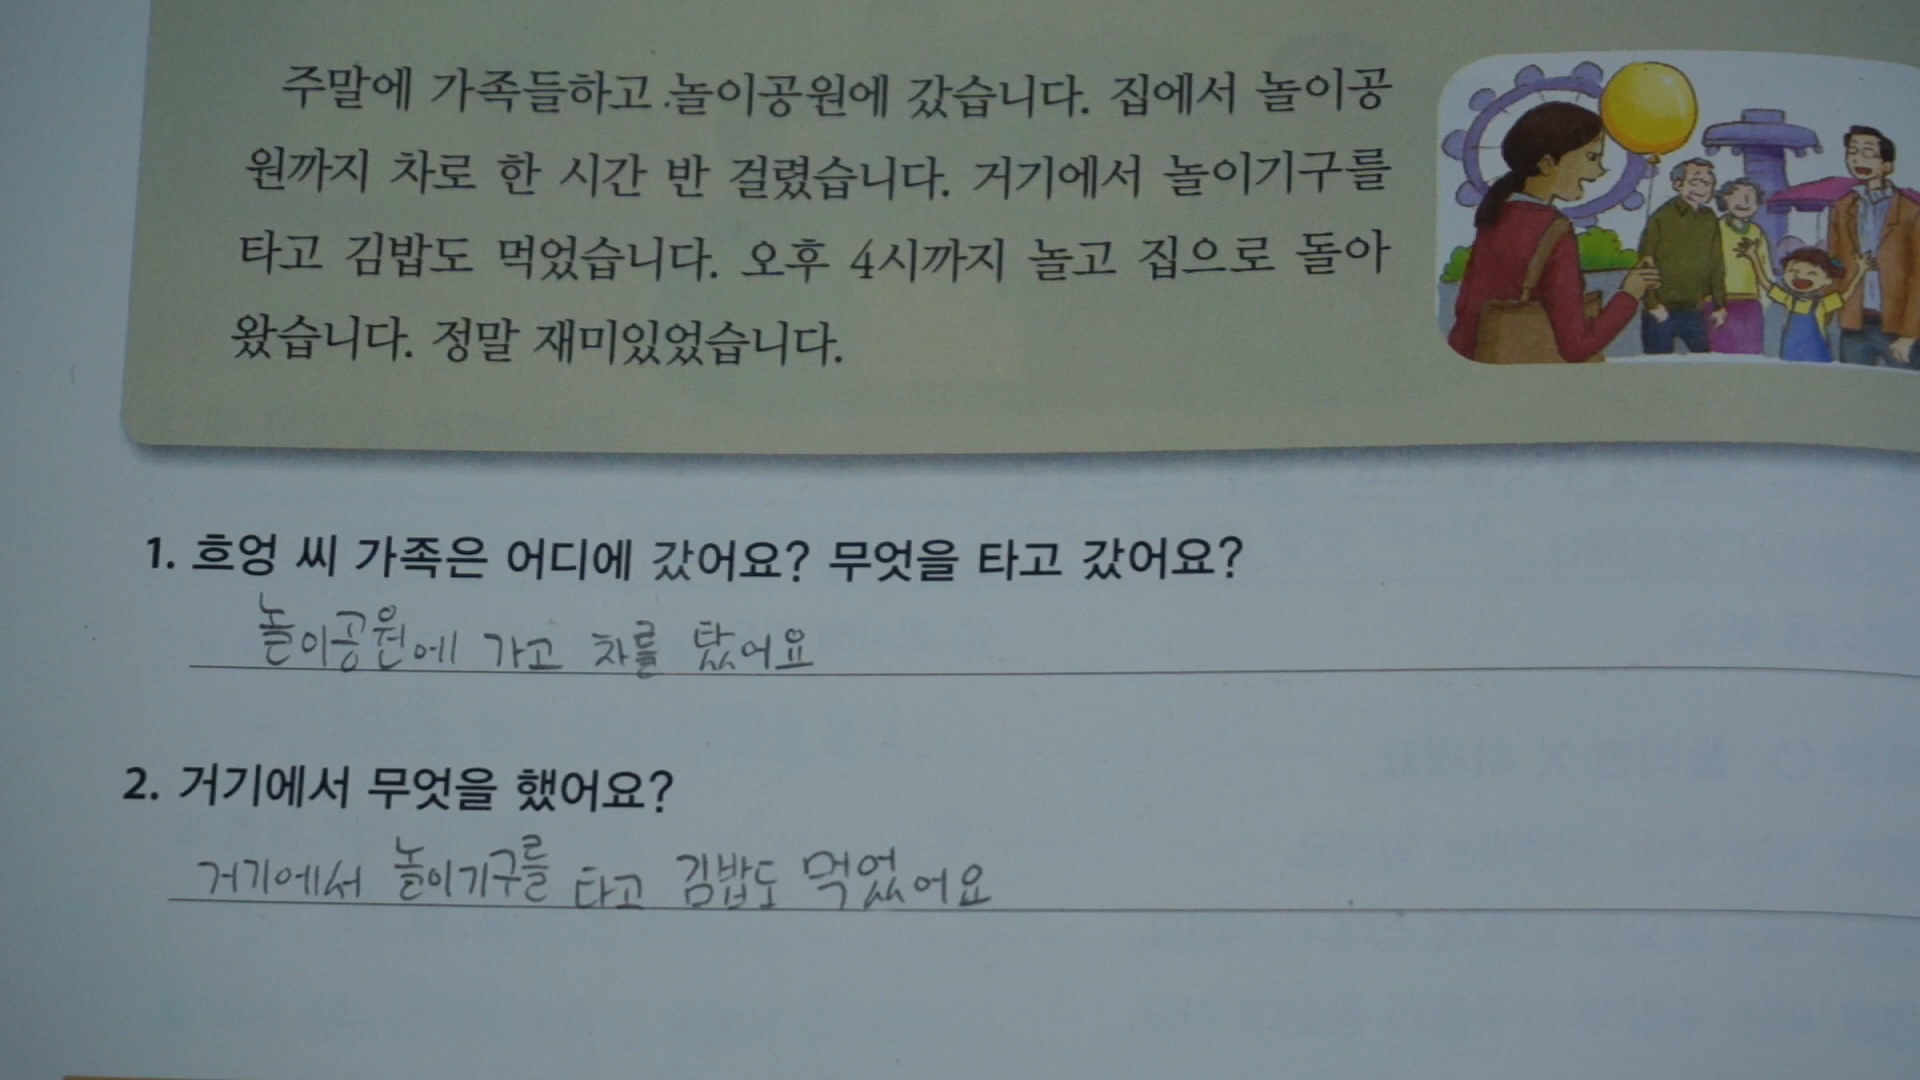 주말에 가족들하고 놀이공원에 갔습니다. 집에서 놀이공
원까지 차로 한 시간 반 걸렸습니다. 거기에서 놀이기구를
타고 김밥도 먹었습니다. 오후 4시까지 놀고 집으로 돌아
왔습니다. 정말 재미있었습니다.
1. 흐엉 씨 가족은 어디에 갔어요? 무엇을 타고 갔어요?
놀이공원에 가고 차를 탔어요
2. 거기에서 무엇을 했어요?
거기에서 놀이기구를 타고 김밥도 먹었어요